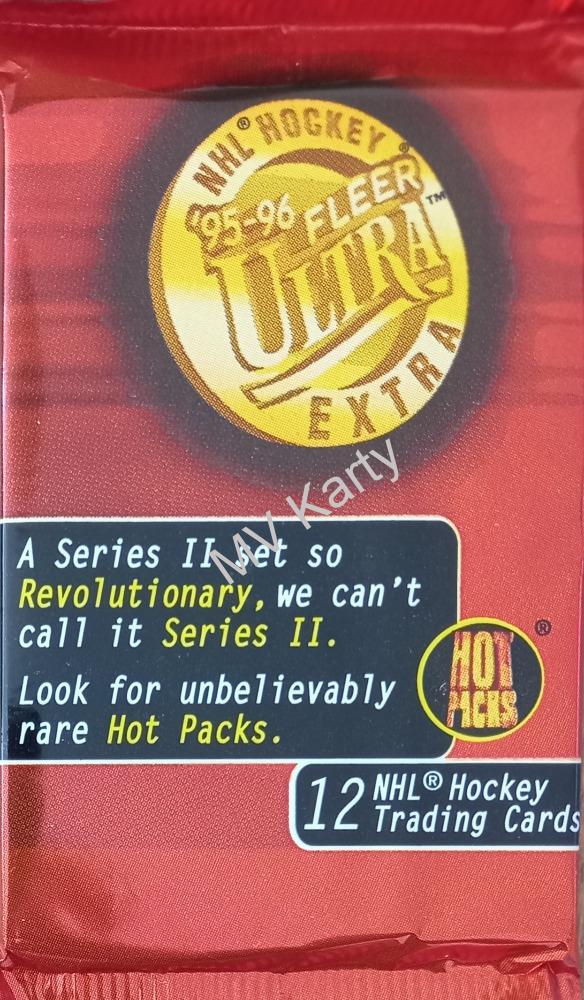 NHL® HOCKEY®
'95-96 FLEER
ULTRA™
EXTRA
A Series II set so
Revolutionary, we can't
call it Series II.
Look for unbelievably
rare Hot Packs.
HOT
PACKS
®
12 NHL® Hockey
Trading Cards
MV Karty